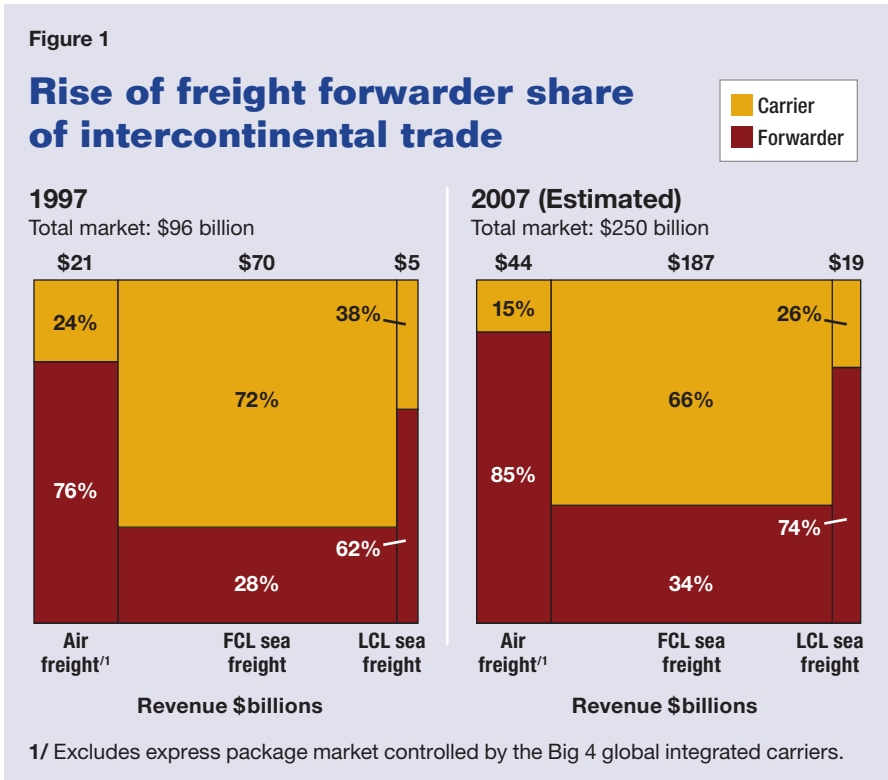 Figure 1
Rise of freight forwarder share
of intercontinental trade
Carrier
Forwarder
1997
Total market: $96 billion
$21 $70 $5
24%
38%
72%
76%
62%
28%
Air
freight/1
FCL sea
freight
LCL sea
freight
Revenue $billions
2007 (Estimated)
Total market: $250 billion
$44 $187 $19
15%
26%
66%
85%
74%
34%
Air
freight/1
FCL sea
freight
LCL sea
freight
Revenue $billions
1/ Excludes express package market controlled by the Big 4 global integrated carriers.